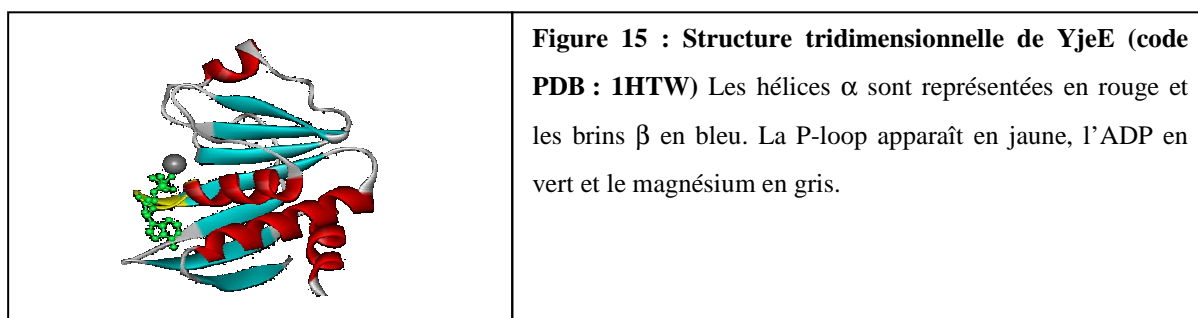 Figure 15 : Structure tridimensionnelle de YjeE (code
PDB : 1HTW) Les hélices α sont représentées en rouge et
les brins β en bleu. La P-loop apparaît en jaune, l’ADP en
vert et le magnésium en gris.